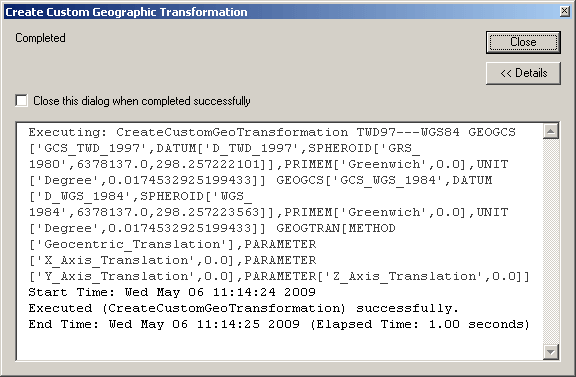 Create Custom Geographic Transformation
Completed
Close
<< Details
Close this dialog when completed successfully
Executing: CreateCustomGeoTransformation TWD97---WGS84 GEOGCS
['GCS_TWD_1997',DATUM['D_TWD_1997',SPHEROID['GRS_
1980',6378137.0,298.257222101]],PRIMEM['Greenwich',0.0],UNIT
['Degree',0.0174532925199433]] GEOGCS['GCS_WGS_1984',DATUM
['D_WGS_1984',SPHEROID['WGS_
1984',6378137.0,298.257223563]],PRIMEM['Greenwich',0.0],UNIT
['Degree',0.0174532925199433]] GEOGTRAN[METHOD
['Geocentric_Translation'],PARAMETER
['X_Axis_Translation',0.0],PARAMETER
['Y_Axis_Translation',0.0],PARAMETER['Z_Axis_Translation',0.0]]
Start Time: Wed May 06 11:14:24 2009
Executed (CreateCustomGeoTransformation) successfully.
End Time: Wed May 06 11:14:25 2009 (Elapsed Time: 1.00 seconds)